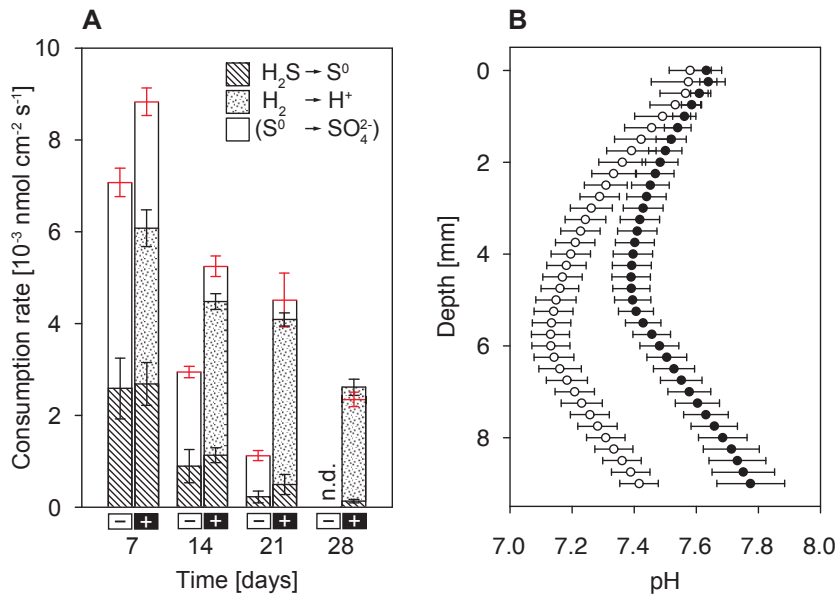 A
10
8
6
4
2
0
Consumption rate [10⁻³ nmol cm⁻² s⁻¹]
H₂S → S⁰
H₂ → H⁺
(S⁰ → SO₄²⁻)
n.d.
− + − + − + − +
7 14 21 28
Time [days]
B
0
2
4
6
8
Depth [mm]
7.0 7.2 7.4 7.6 7.8 8.0
pH